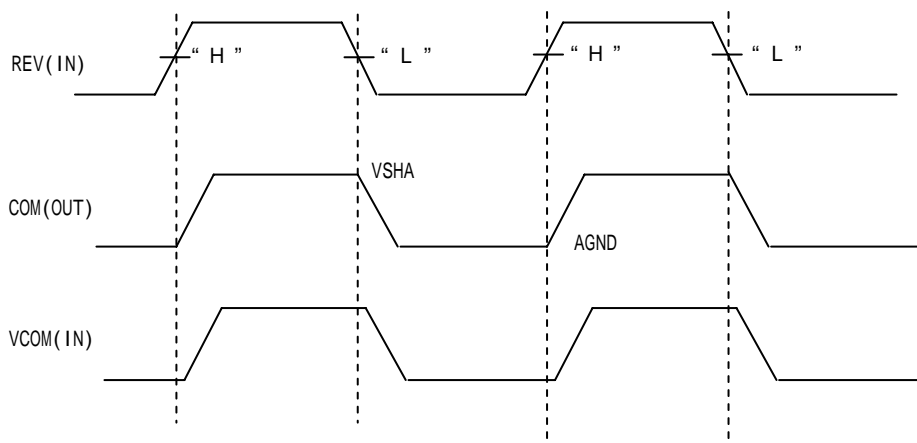 “ H ” “ L ” “ H ” “ L ”
REV(IN)
VSHA
COM(OUT)
AGND
VCOM(IN)